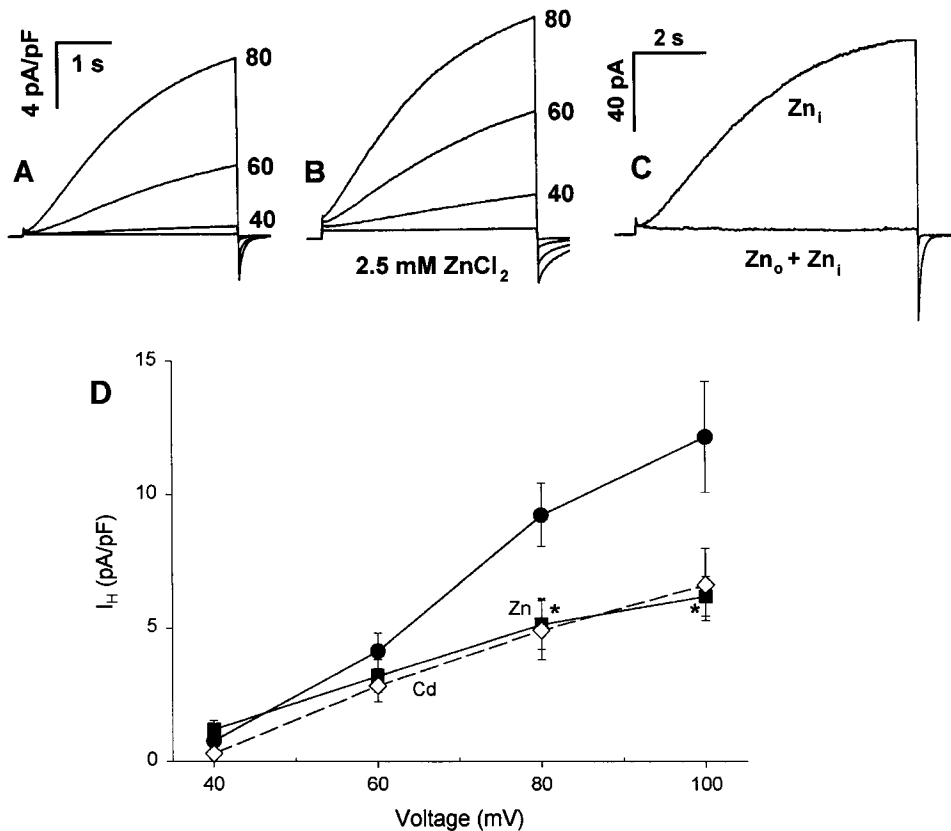 4 pA/pF
1 s
A
80
60
40
B
80
60
40
2.5 mM ZnCl2
40 pA
2 s
C
Zni
Zno + Zni
D
IH (pA/pF)
15
10
5
0
Zn
*
*
Cd
40
60
80
100
Voltage (mV)